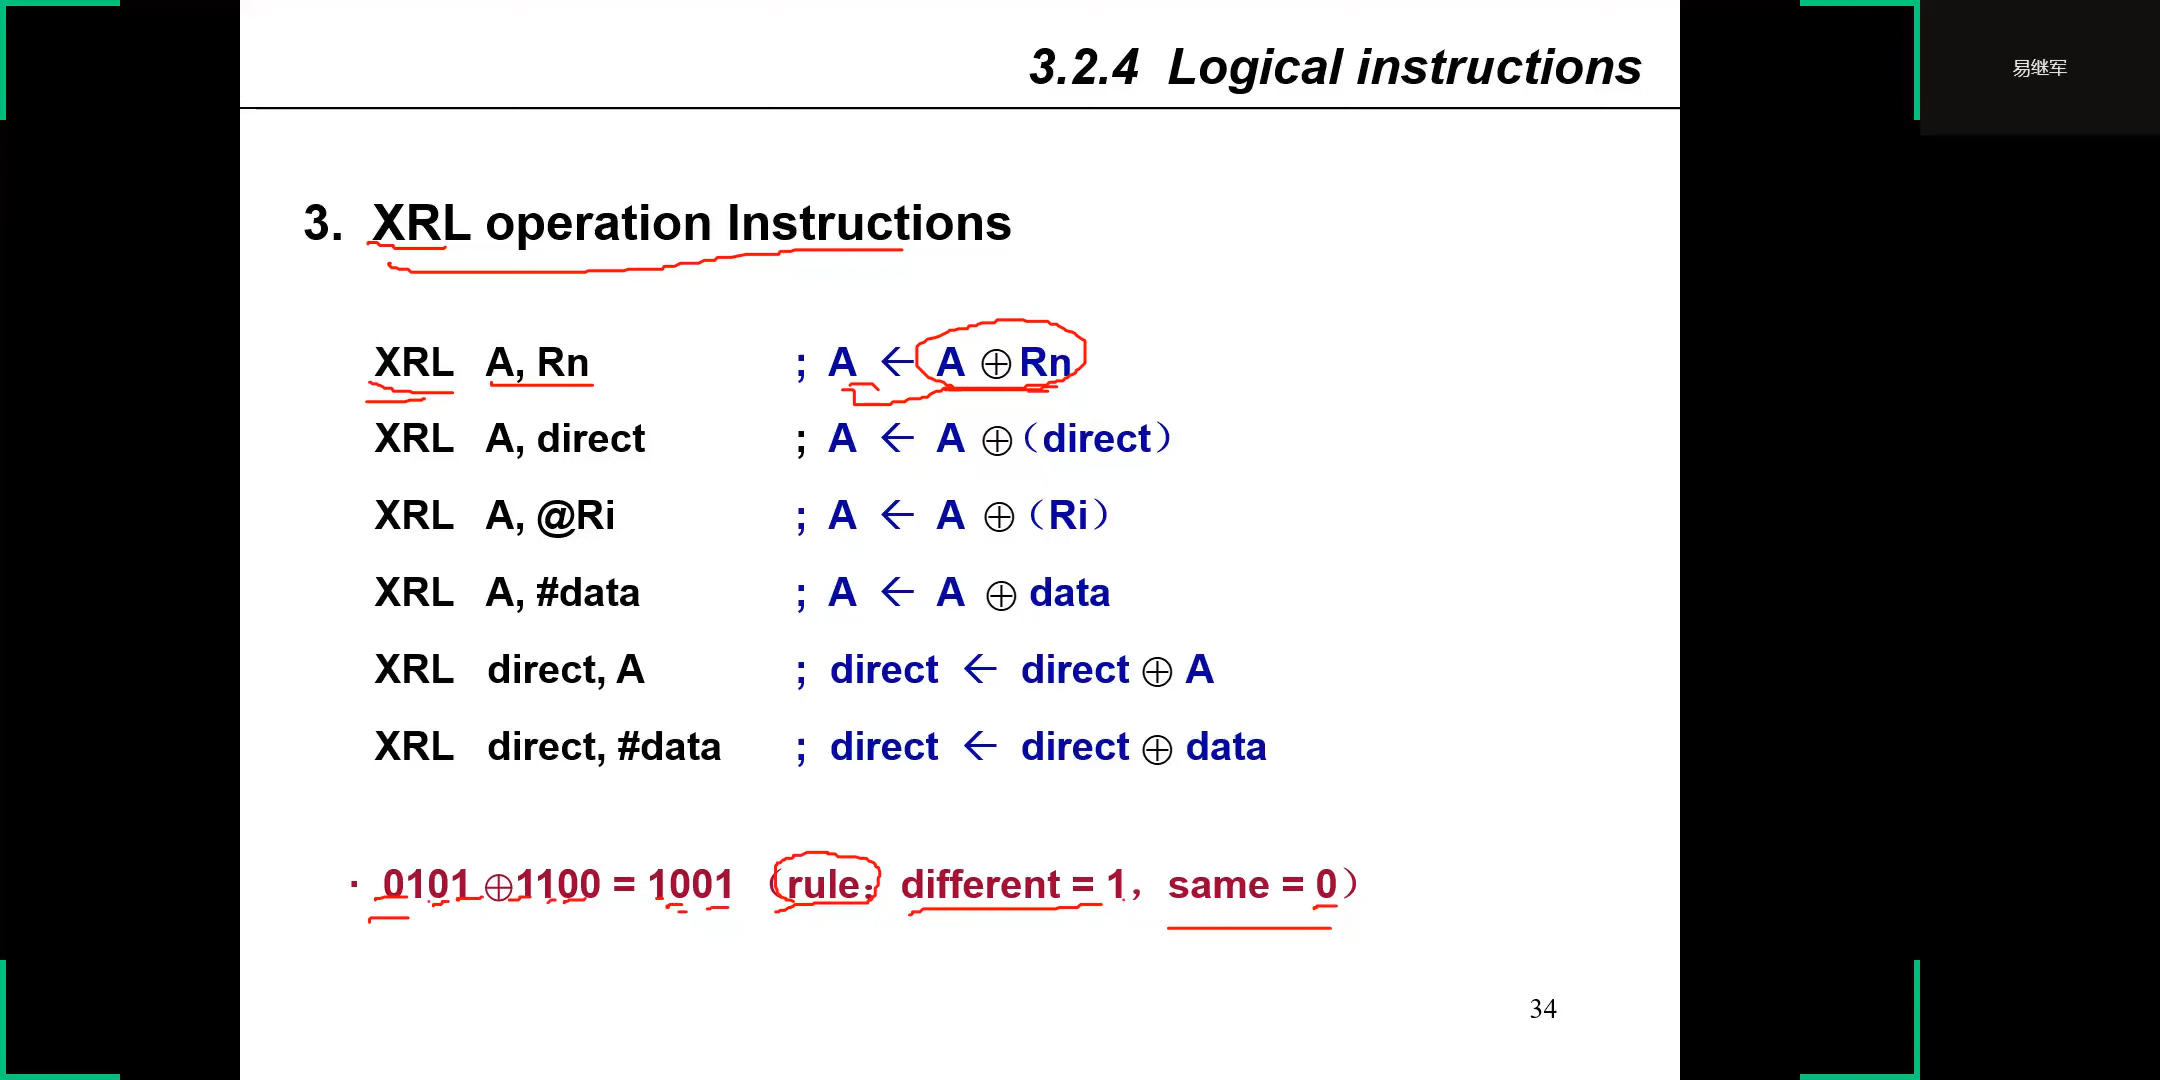 3.2.4 Logical instructions
易继军
3. XRL operation Instructions
XRL A, Rn ; A ← A ⊕ Rn
XRL A, direct ; A ← A ⊕（direct）
XRL A, @Ri ; A ← A ⊕（Ri）
XRL A, #data ; A ← A ⊕ data
XRL direct, A ; direct ← direct ⊕ A
XRL direct, #data ; direct ← direct ⊕ data
· 0101 ⊕1100 = 1001 （rule： different = 1， same = 0）
34